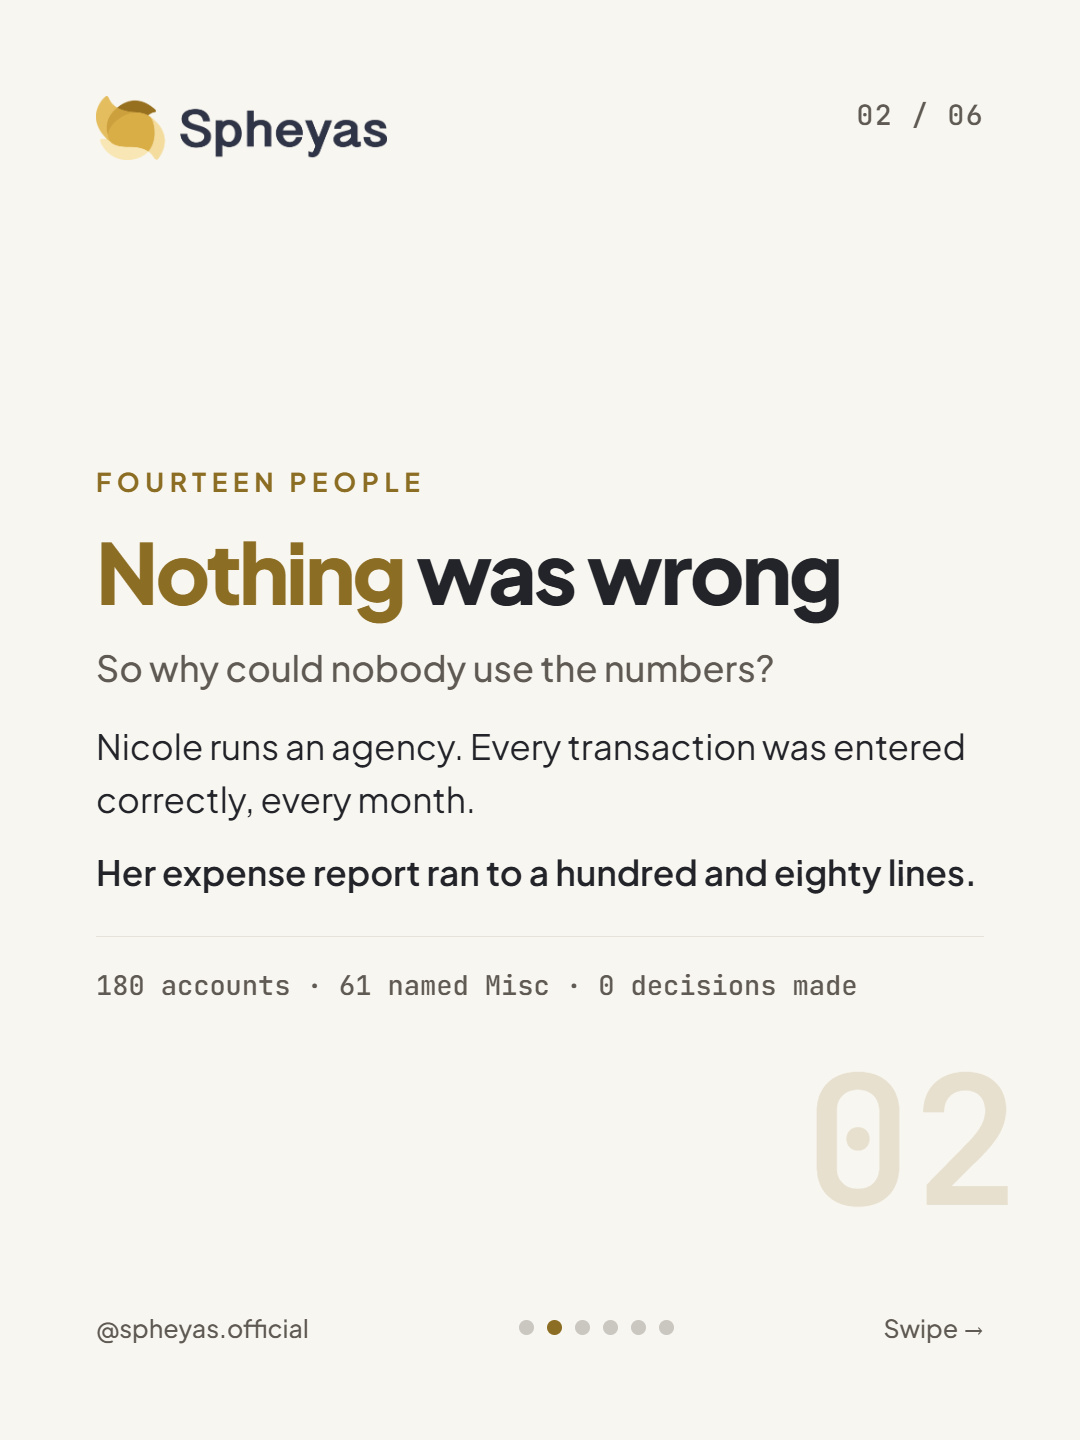 Spheyas
02 / 06
FOURTEEN PEOPLE
Nothing was wrong
So why could nobody use the numbers?
Nicole runs an agency. Every transaction was entered
correctly, every month.
Her expense report ran to a hundred and eighty lines.
180 accounts · 61 named Misc · 0 decisions made
02
@spheyas.official
Swipe →